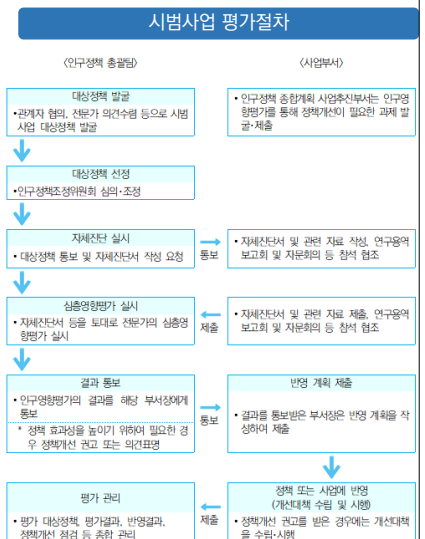 시범사업 평가절차
〈인구정책 총괄팀〉
〈사업부서〉
대상정책 발굴
•관계자 협의, 전문가 의견수렴 등으로 시범
사업 대상정책 발굴
• 인구정책 종합계획 사업추진부서는 인구영
향평가를 통해 정책개선이 필요한 과제 발
굴·제출
대상정책 선정
•인구정책조정위원회 심의·조정
자체진단 실시
• 대상정책 통보 및 자체진단서 작성 요청
통보
• 자체진단서 및 관련 자료 작성, 연구용역
보고회 및 자문회의 등 참석 협조
심층영향평가 실시
• 자체진단서 등을 토대로 전문가의 심층영
향평가 실시
제출
• 자체진단서 및 관련 자료 제출, 연구용역
보고회 및 자문회의 등 참석 협조
결과 통보
• 인구영향평가의 결과를 해당 부서장에게
통보
* 정책 효과성을 높이기 위하여 필요한 경
우 정책개선 권고 또는 의견표명
통보
반영 계획 제출
• 결과를 통보받은 부서장은 반영 계획을 작
성하여 제출
평가 관리
• 평가 대상정책, 평가결과, 반영결과,
정책개선 점검 등 종합 관리
제출
정책 또는 사업에 반영
(개선대책 수립 및 시행)
• 정책개선 권고를 받은 경우에는 개선대책
을 수립·시행